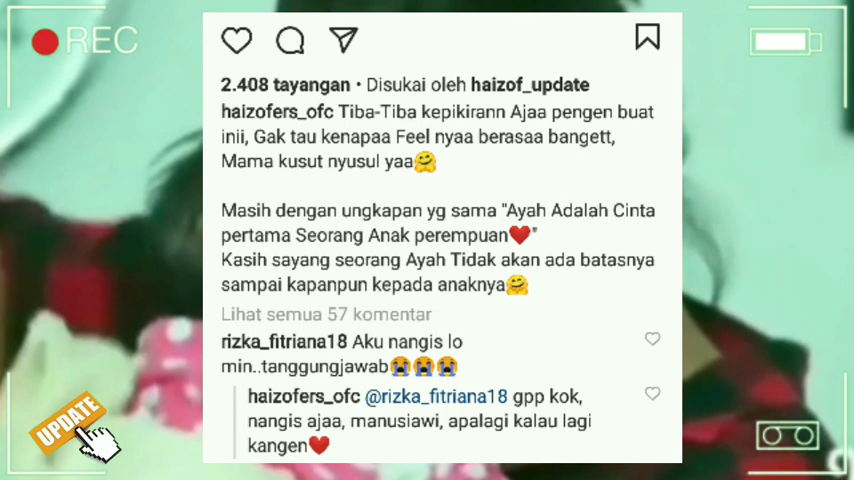 REC
2.408 tayangan • Disukai oleh haizof_update
haizofers_ofc Tiba-Tiba kepikirann Ajaa pengen buat
inii, Gak tau kenapaa Feel nyaa berasaa bangett,
Mama kusut nyusul yaa🤗
Masih dengan ungkapan yg sama "Ayah Adalah Cinta
pertama Seorang Anak perempuan♥️"
Kasih sayang seorang Ayah Tidak akan ada batasnya
sampai kapanpun kepada anaknya🤗
Lihat semua 57 komentar
rizka_fitriana18 Aku nangis lo
min..tanggungjawab😭😭😭
haizofers_ofc @rizka_fitriana18 gpp kok,
nangis ajaa, manusiawi, apalagi kalau lagi
kangen♥️
UPDATE